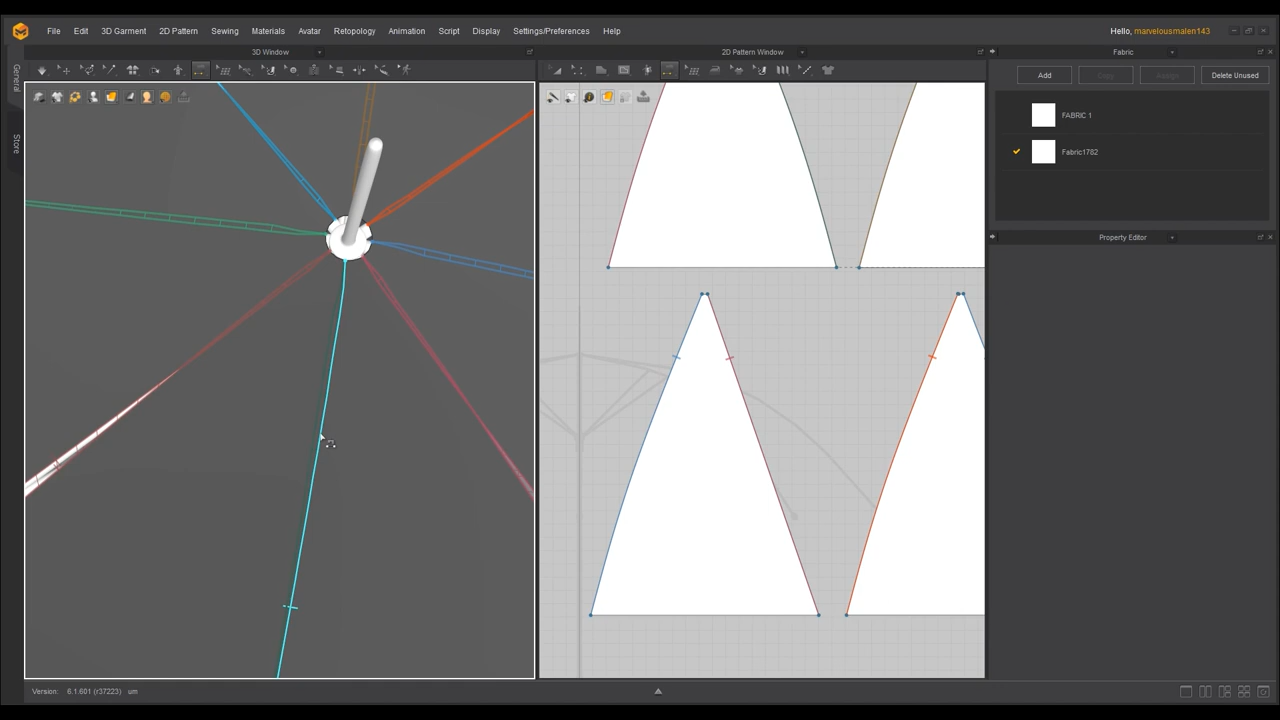 File Edit 3D Garment 2D Pattern Sewing Materials Avatar Retopology Animation Script Display Settings/Preferences Help Hello, marvelousmalen143
3D Window 2D Pattern Window Fabric
General
Store
Add Copy Assign Delete Unused
FABRIC 1
Fabric1782
Property Editor
Version: 6.1.601 (r37223) um